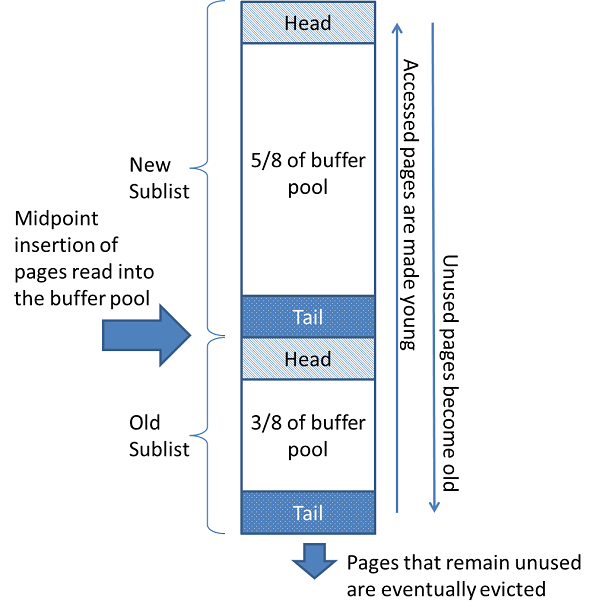 Head
5/8 of buffer
pool
New
Sublist
Midpoint
insertion of
pages read into
the buffer pool
Tail
Head
Old
Sublist
3/8 of buffer
pool
Tail
Accessed pages are made young
Unused pages become old
Pages that remain unused
are eventually evicted